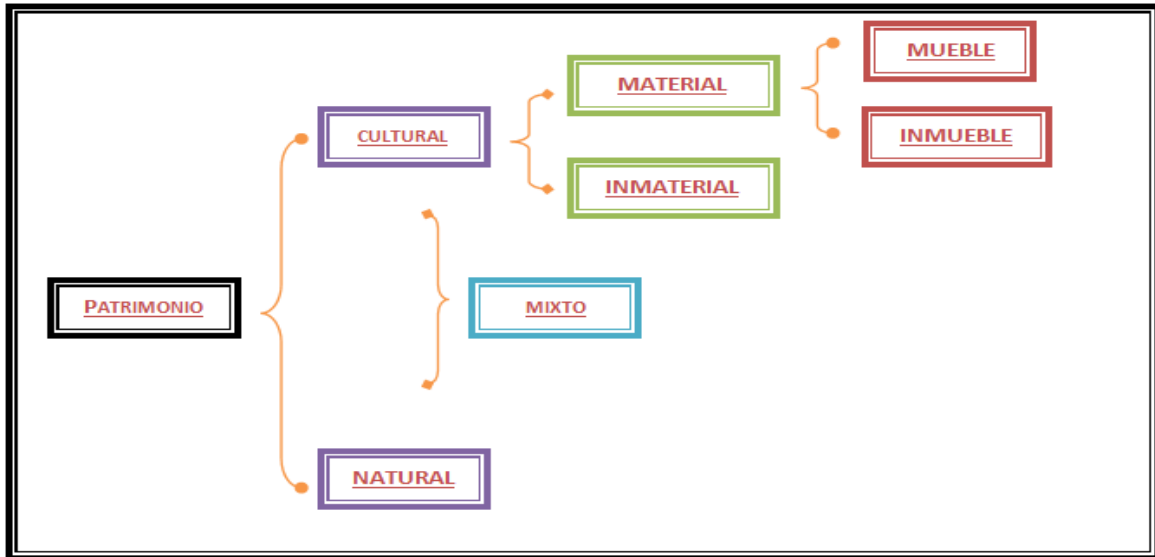 MUEBLE
MATERIAL
INMUEBLE
CULTURAL
INMATERIAL
PATRIMONIO
MIXTO
NATURAL